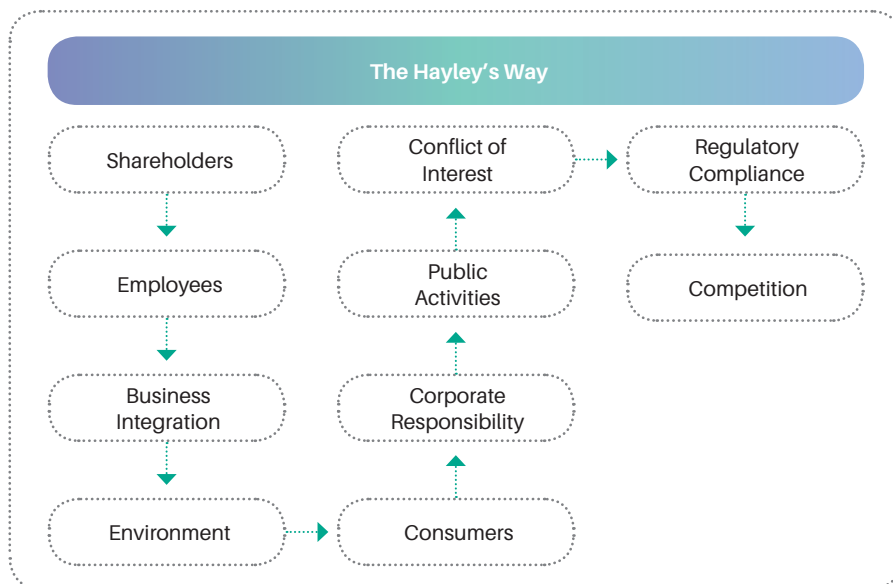 The Hayley's Way
Shareholders
Employees
Business
Integration
Environment
Consumers
Corporate
Responsibility
Public
Activities
Conflict of
Interest
Regulatory
Compliance
Competition